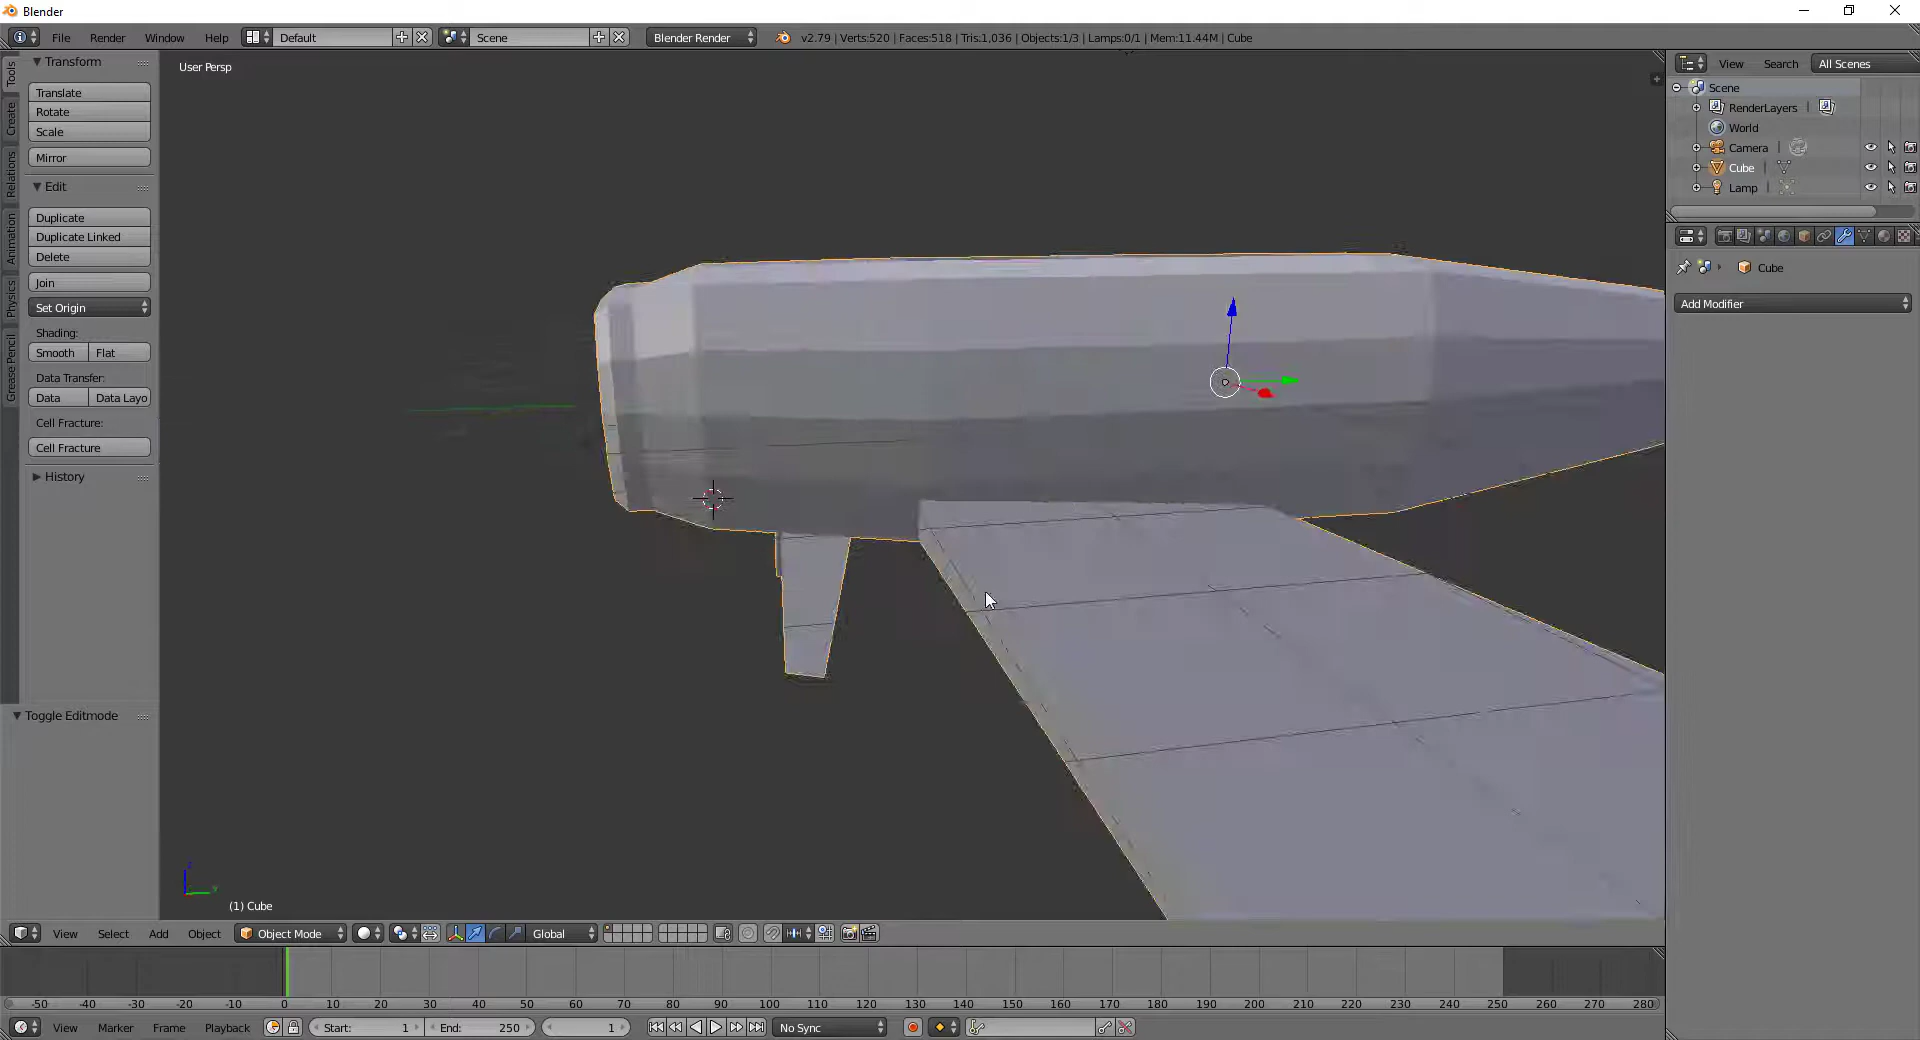 Blender
File Render Window Help Default Scene Blender Render v2.79 | Verts:520 | Faces:518 | Tris:1,036 | Objects:1/3 | Lamps:0/1 | Mem:11.44M | Cube
Tools
Create
Relations
Animation
Physics
Grease Pencil
Transform
Translate
Rotate
Scale
Mirror
Edit
Duplicate
Duplicate Linked
Delete
Join
Set Origin
Shading:
Smooth Flat
Data Transfer:
Data Data Layo
Cell Fracture:
Cell Fracture
History
Toggle Editmode
User Persp
(1) Cube
View Search All Scenes
Scene
RenderLayers
World
Camera
Cube
Lamp
Cube
Add Modifier
View Select Add Object Object Mode Global
-50 -40 -30 -20 -10 0 10 20 30 40 50 60 70 80 90 100 110 120 130 140 150 160 170 180 190 200 210 220 230 240 250 260 270 280
View Marker Frame Playback Start: 1 End: 250 1 No Sync